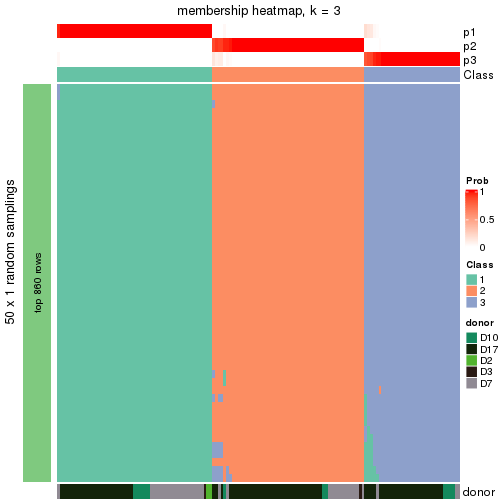 membership heatmap, k = 3
p1
p2
p3
Class
50 x 1 random samplings
top 860 rows
Prob
1
0.5
0
Class
1
2
3
donor
D10
D17
D2
D3
D7
donor